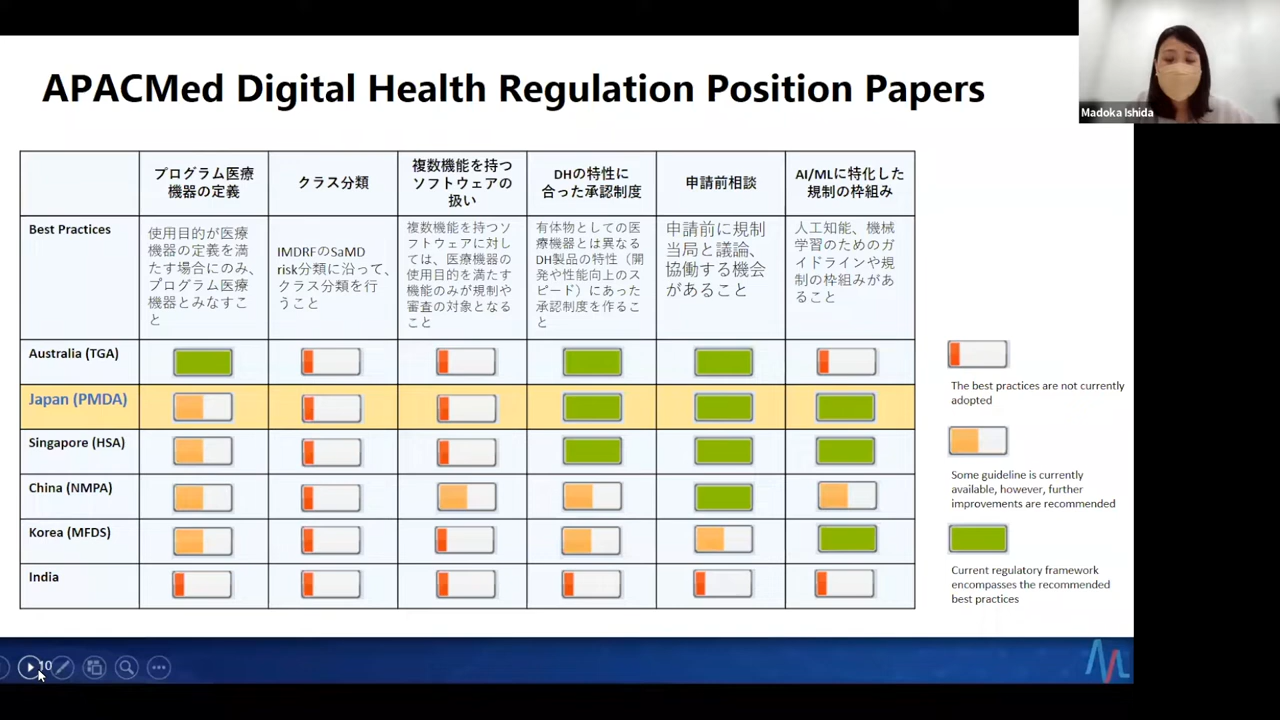 APACMed Digital Health Regulation Position Papers
Madoka Ishida
プログラム医療
機器の定義
クラス分類
複数機能を持つ
ソフトウェアの
扱い
DHの特性に
合った承認制度
申請前相談
AI/MLに特化した
規制の枠組み
Best Practices
使用目的が医療
機器の定義を満
たす場合にのみ、
プログラム医療
機器とみなすこ
と
IMDRFのSaMD
risk分類に沿って、
クラス分類を行
うこと
複数機能を持つソ
フトウェアに対し
ては、医療機器の
使用目的を満たす
機能のみが規制や
審査の対象となる
こと
有体物としての医
療機器とは異なる
DH製品の特性（開
発や性能向上のス
ピード）にあった
承認制度を作るこ
と
申請前に規制
当局と議論、
協働する機会
があること
人工知能、機械
学習のためのガ
イドラインや規
制の枠組みがあ
ること
Australia (TGA)
Japan (PMDA)
Singapore (HSA)
China (NMPA)
Korea (MFDS)
India
The best practices are not currently
adopted
Some guideline is currently
available, however, further
improvements are recommended
Current regulatory framework
encompasses the recommended
best practices
10